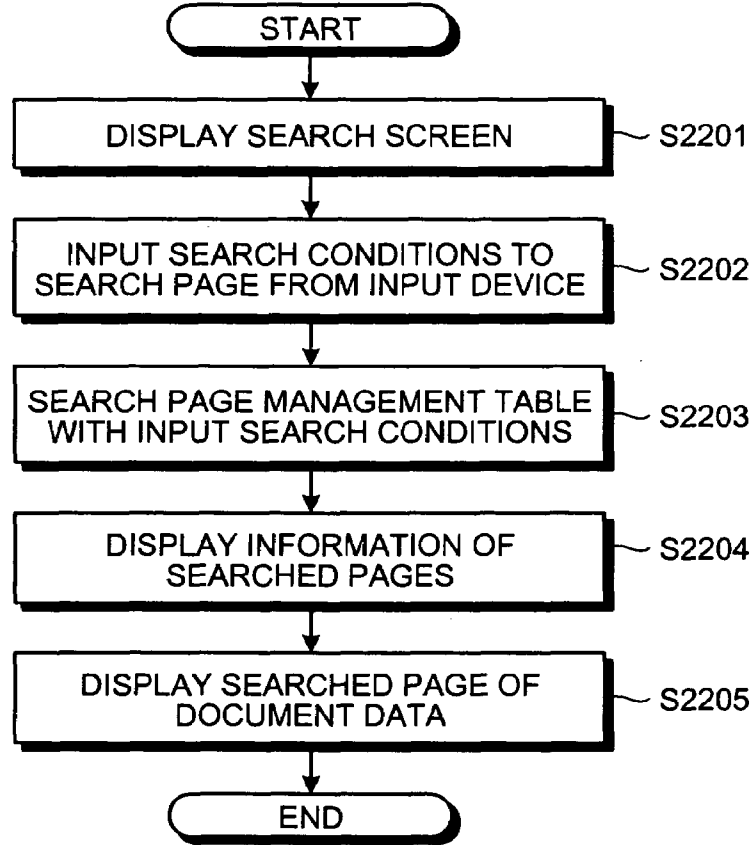 START
DISPLAY SEARCH SCREEN
S2201
INPUT SEARCH CONDITIONS TO
SEARCH PAGE FROM INPUT DEVICE
S2202
SEARCH PAGE MANAGEMENT TABLE
WITH INPUT SEARCH CONDITIONS
S2203
DISPLAY INFORMATION OF
SEARCHED PAGES
S2204
DISPLAY SEARCHED PAGE OF
DOCUMENT DATA
S2205
END